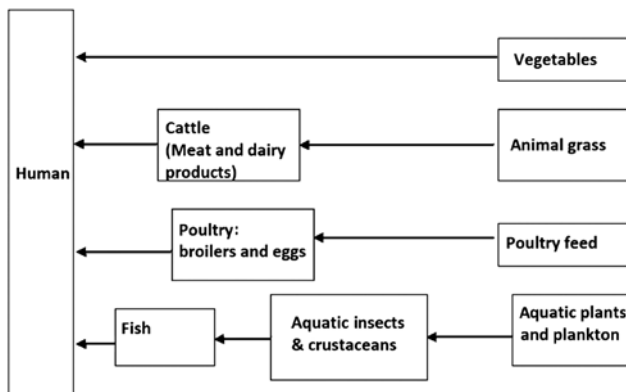 Vegetables
Cattle
(Meat and dairy
products)
Animal grass
Human
Poultry:
broilers and eggs
Poultry feed
Fish
Aquatic insects
& crustaceans
Aquatic plants
and plankton